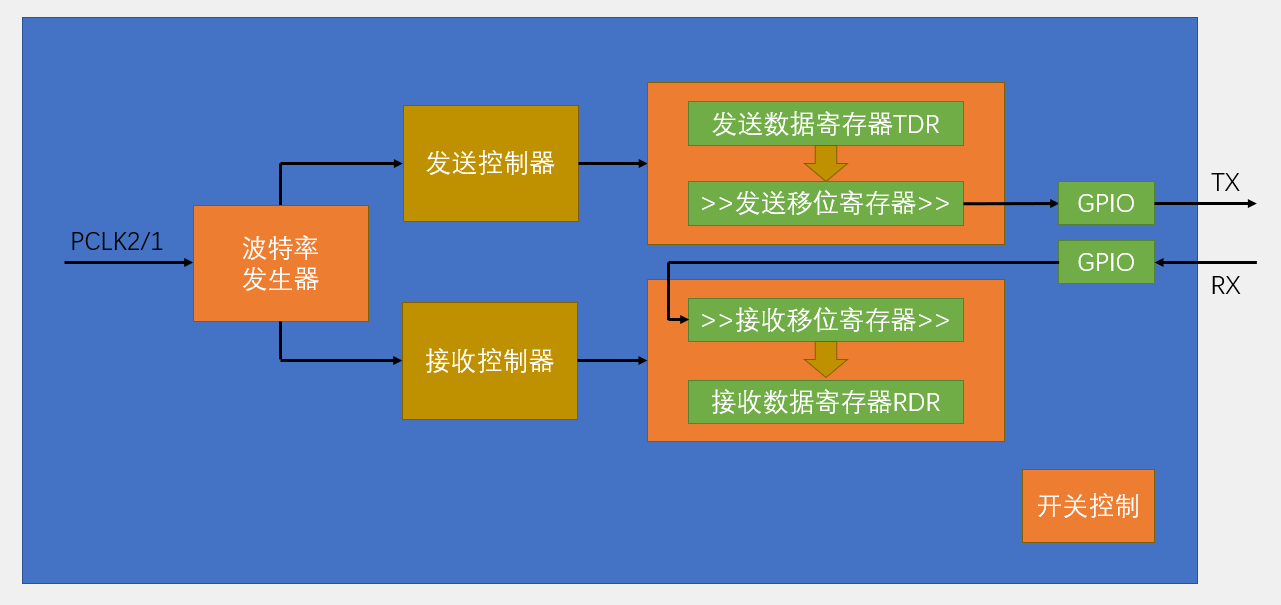 发送数据寄存器TDR
发送控制器
>>发送移位寄存器>>
GPIO
TX
PCLK2/1
波特率
发生器
GPIO
RX
>>接收移位寄存器>>
接收控制器
接收数据寄存器RDR
开关控制